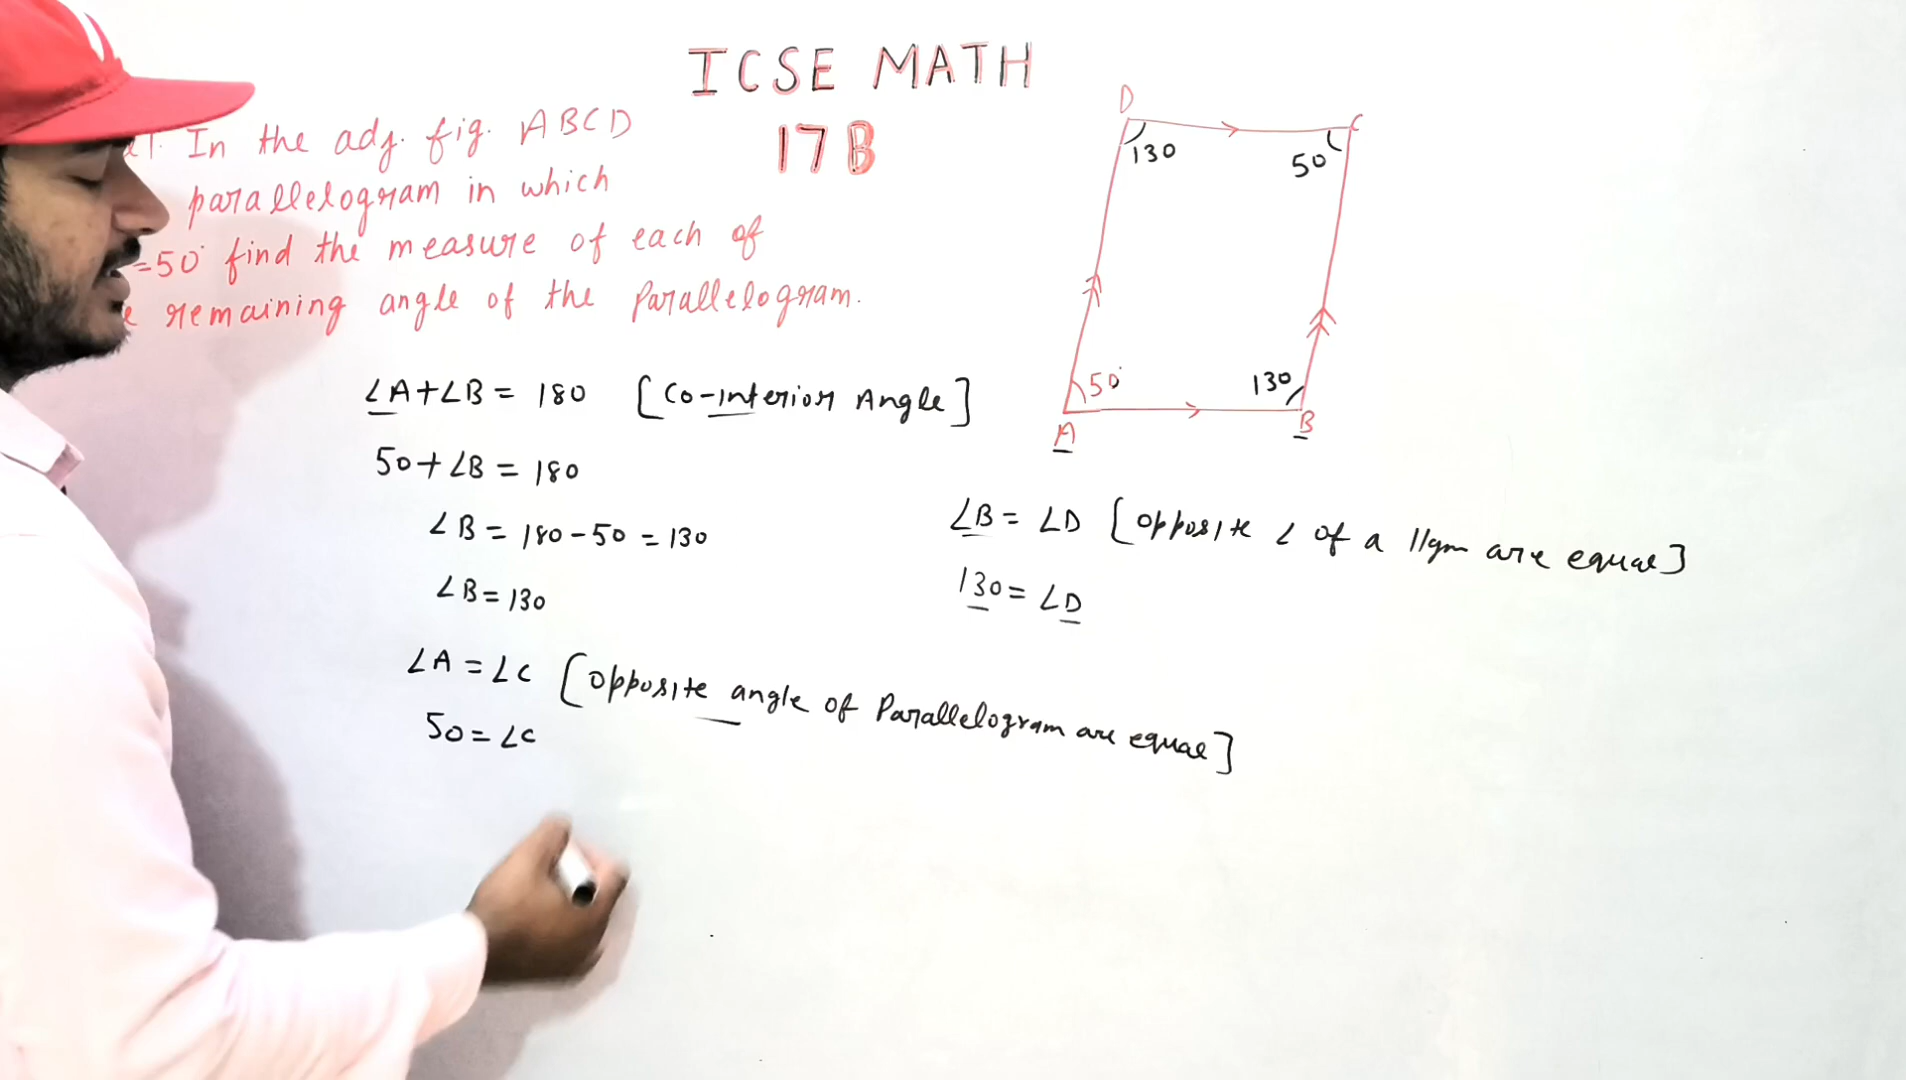 ICSE MATH
17B
In the adj. fig. ABCD
parallelogram in which
=50° find the measure of each of
remaining angle of the Parallelogram.
∠A+∠B = 180 [Co-interior Angle]
50+∠B = 180
∠B = 180-50 = 130
∠B=130
∠A=∠C [opposite angle of Parallelogram are equal]
50=∠C
D
C
130
50
50°
130
A
B
∠B = ∠D [opposite ∠ of a ||gm are equal]
130=∠D